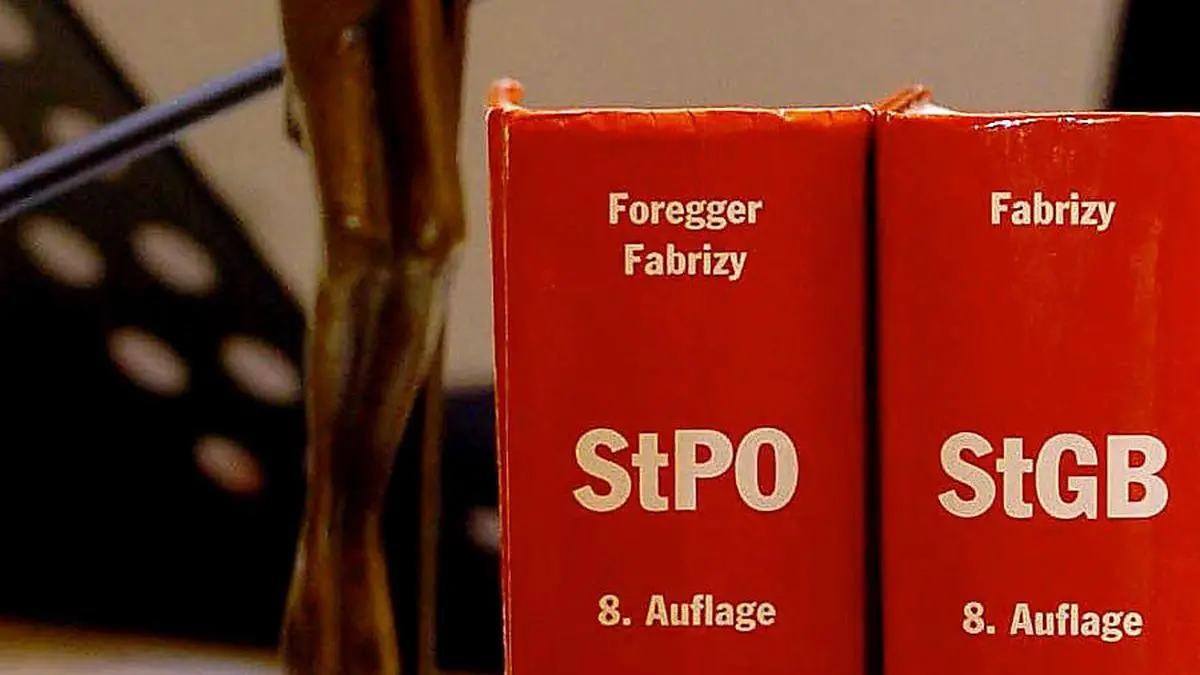 Foregger
Fabrizy
StPO
8. Auflage
Fabrizy
StGB
8. Auflage